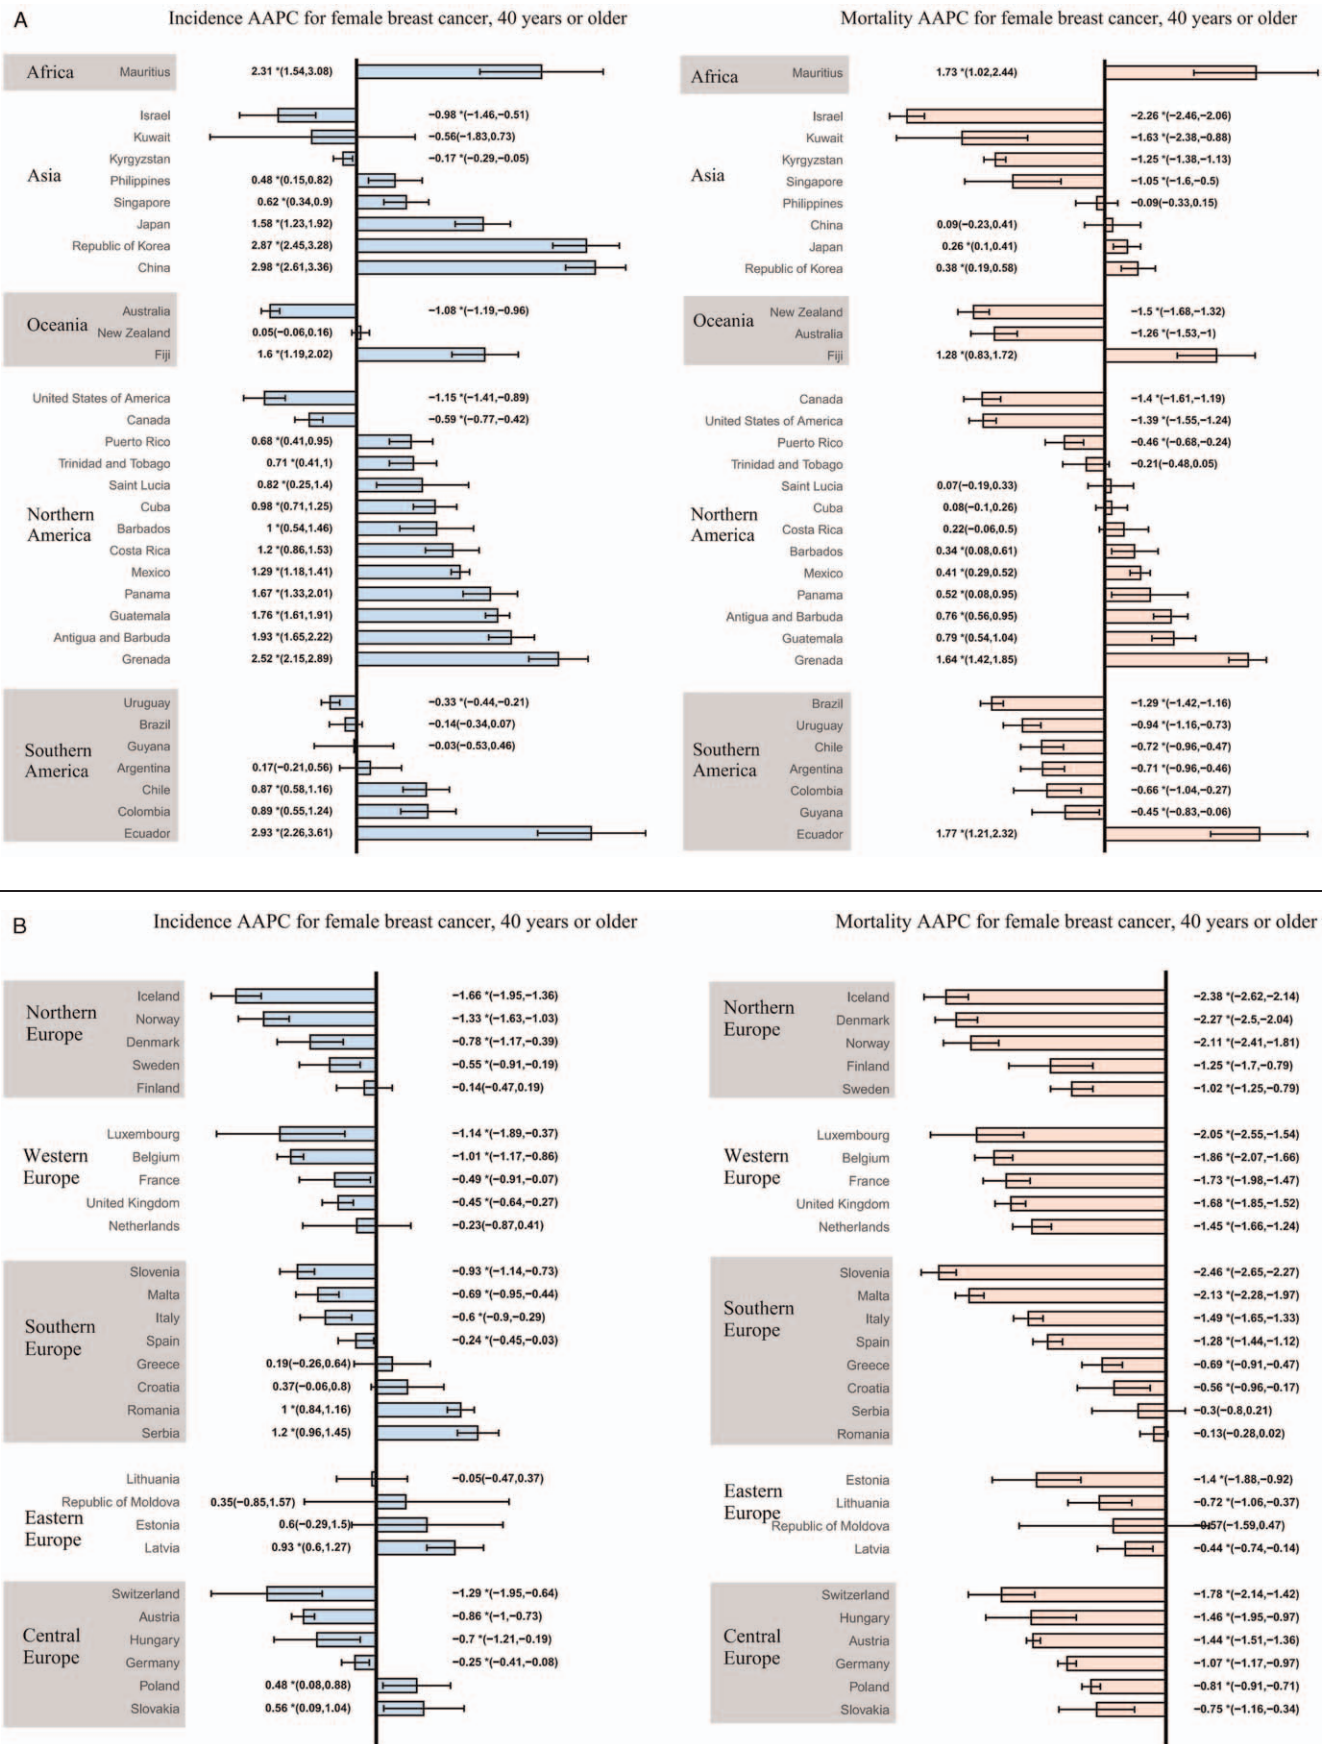 A
Incidence AAPC for female breast cancer, 40 years or older
Africa
Mauritius 2.31 *(1.54,3.08)
Asia
Israel −0.98 *(−1.46,−0.51)
Kuwait −0.56(−1.83,0.73)
Kyrgyzstan −0.17 *(−0.29,−0.05)
Philippines 0.48 *(0.15,0.82)
Singapore 0.62 *(0.34,0.9)
Japan 1.58 *(1.23,1.92)
Republic of Korea 2.87 *(2.45,3.28)
China 2.98 *(2.61,3.36)
Oceania
Australia −1.08 *(−1.19,−0.96)
New Zealand 0.05(−0.06,0.16)
Fiji 1.6 *(1.19,2.02)
Northern
America
United States of America −1.15 *(−1.41,−0.89)
Canada −0.59 *(−0.77,−0.42)
Puerto Rico 0.68 *(0.41,0.95)
Trinidad and Tobago 0.71 *(0.41,1)
Saint Lucia 0.82 *(0.25,1.4)
Cuba 0.98 *(0.71,1.25)
Barbados 1 *(0.54,1.46)
Costa Rica 1.2 *(0.86,1.53)
Mexico 1.29 *(1.18,1.41)
Panama 1.67 *(1.33,2.01)
Guatemala 1.76 *(1.61,1.91)
Antigua and Barbuda 1.93 *(1.65,2.22)
Grenada 2.52 *(2.15,2.89)
Southern
America
Uruguay −0.33 *(−0.44,−0.21)
Brazil −0.14(−0.34,0.07)
Guyana −0.03(−0.53,0.46)
Argentina 0.17(−0.21,0.56)
Chile 0.87 *(0.58,1.16)
Colombia 0.89 *(0.55,1.24)
Ecuador 2.93 *(2.26,3.61)
Mortality AAPC for female breast cancer, 40 years or older
Africa
Mauritius 1.73 *(1.02,2.44)
Asia
Israel −2.26 *(−2.46,−2.06)
Kuwait −1.63 *(−2.38,−0.88)
Kyrgyzstan −1.25 *(−1.38,−1.13)
Singapore −1.05 *(−1.6,−0.5)
Philippines −0.09(−0.33,0.15)
China 0.09(−0.23,0.41)
Japan 0.26 *(0.1,0.41)
Republic of Korea 0.38 *(0.19,0.58)
Oceania
New Zealand −1.5 *(−1.68,−1.32)
Australia −1.26 *(−1.53,−1)
Fiji 1.28 *(0.83,1.72)
Northern
America
Canada −1.4 *(−1.61,−1.19)
United States of America −1.39 *(−1.55,−1.24)
Puerto Rico −0.46 *(−0.68,−0.24)
Trinidad and Tobago −0.21(−0.48,0.05)
Saint Lucia 0.07(−0.19,0.33)
Cuba 0.08(−0.1,0.26)
Costa Rica 0.22(−0.06,0.5)
Barbados 0.34 *(0.08,0.61)
Mexico 0.41 *(0.29,0.52)
Panama 0.52 *(0.08,0.95)
Antigua and Barbuda 0.76 *(0.56,0.95)
Guatemala 0.79 *(0.54,1.04)
Grenada 1.64 *(1.42,1.85)
Southern
America
Brazil −1.29 *(−1.42,−1.16)
Uruguay −0.94 *(−1.16,−0.73)
Chile −0.72 *(−0.96,−0.47)
Argentina −0.71 *(−0.96,−0.46)
Colombia −0.66 *(−1.04,−0.27)
Guyana −0.45 *(−0.83,−0.06)
Ecuador 1.77 *(1.21,2.32)
B
Incidence AAPC for female breast cancer, 40 years or older
Northern
Europe
Iceland −1.66 *(−1.95,−1.36)
Norway −1.33 *(−1.63,−1.03)
Denmark −0.78 *(−1.17,−0.39)
Sweden −0.55 *(−0.91,−0.19)
Finland −0.14(−0.47,0.19)
Western
Europe
Luxembourg −1.14 *(−1.89,−0.37)
Belgium −1.01 *(−1.17,−0.86)
France −0.49 *(−0.91,−0.07)
United Kingdom −0.45 *(−0.64,−0.27)
Netherlands −0.23(−0.87,0.41)
Southern
Europe
Slovenia −0.93 *(−1.14,−0.73)
Malta −0.69 *(−0.95,−0.44)
Italy −0.6 *(−0.9,−0.29)
Spain −0.24 *(−0.45,−0.03)
Greece 0.19(−0.26,0.64)
Croatia 0.37(−0.06,0.8)
Romania 1 *(0.84,1.16)
Serbia 1.2 *(0.96,1.45)
Eastern
Europe
Lithuania −0.05(−0.47,0.37)
Republic of Moldova 0.35(−0.85,1.57)
Estonia 0.6(−0.29,1.5)
Latvia 0.93 *(0.6,1.27)
Central
Europe
Switzerland −1.29 *(−1.95,−0.64)
Austria −0.86 *(−1,−0.73)
Hungary −0.7 *(−1.21,−0.19)
Germany −0.25 *(−0.41,−0.08)
Poland 0.48 *(0.08,0.88)
Slovakia 0.56 *(0.09,1.04)
Mortality AAPC for female breast cancer, 40 years or older
Northern
Europe
Iceland −2.38 *(−2.62,−2.14)
Denmark −2.27 *(−2.5,−2.04)
Norway −2.11 *(−2.41,−1.81)
Finland −1.25 *(−1.7,−0.79)
Sweden −1.02 *(−1.25,−0.79)
Western
Europe
Luxembourg −2.05 *(−2.55,−1.54)
Belgium −1.86 *(−2.07,−1.66)
France −1.73 *(−1.98,−1.47)
United Kingdom −1.68 *(−1.85,−1.52)
Netherlands −1.45 *(−1.66,−1.24)
Southern
Europe
Slovenia −2.46 *(−2.65,−2.27)
Malta −2.13 *(−2.28,−1.97)
Italy −1.49 *(−1.65,−1.33)
Spain −1.28 *(−1.44,−1.12)
Greece −0.69 *(−0.91,−0.47)
Croatia −0.56 *(−0.96,−0.17)
Serbia −0.3(−0.8,0.21)
Romania −0.13(−0.28,0.02)
Eastern
Europe
Estonia −1.4 *(−1.88,−0.92)
Lithuania −0.72 *(−1.06,−0.37)
Republic of Moldova −0.57(−1.59,0.47)
Latvia −0.44 *(−0.74,−0.14)
Central
Europe
Switzerland −1.78 *(−2.14,−1.42)
Hungary −1.46 *(−1.95,−0.97)
Austria −1.44 *(−1.51,−1.36)
Germany −1.07 *(−1.17,−0.97)
Poland −0.81 *(−0.91,−0.71)
Slovakia −0.75 *(−1.16,−0.34)